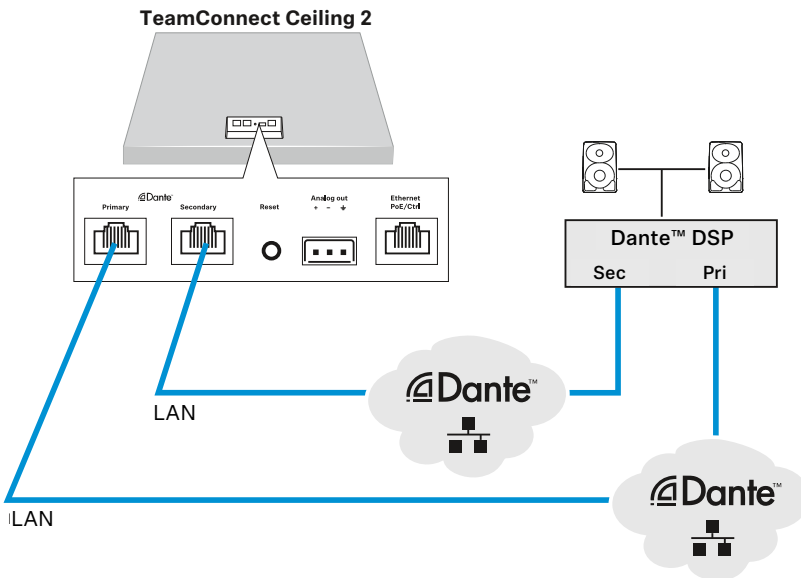 TeamConnect Ceiling 2
Dante™
Primary
Secondary
Reset
Analog out
+ - ⏚
Ethernet
PoE/Ctrl
Dante™ DSP
Sec Pri
Dante™
LAN
Dante™
LAN